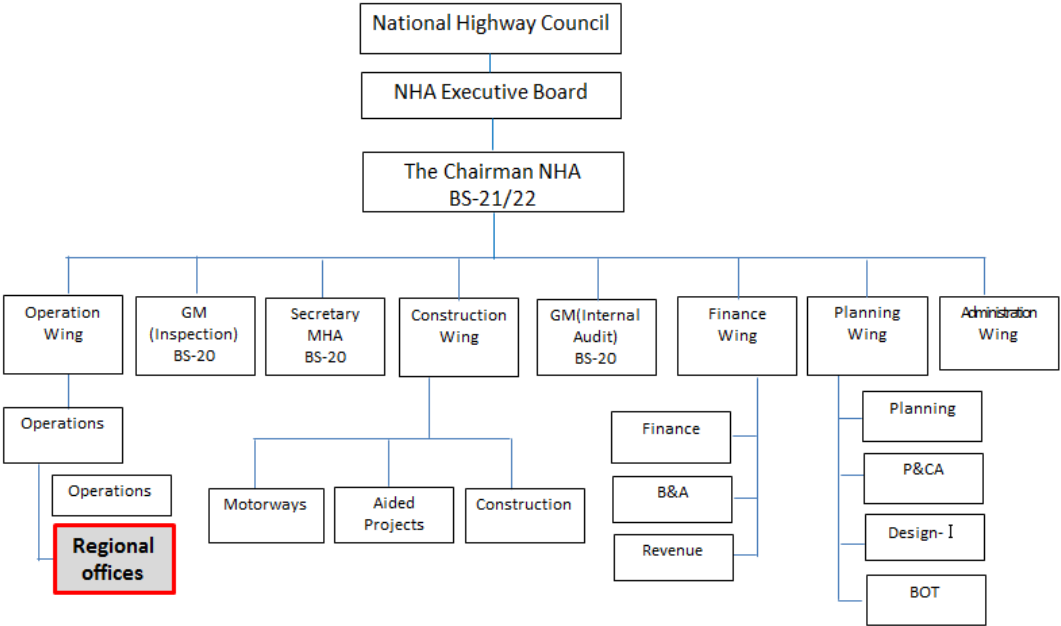 National Highway Council
NHA Executive Board
The Chairman NHA
BS-21/22
Operation
Wing
GM
(Inspection)
BS-20
Secretary
MHA
BS-20
Construction
Wing
GM(Internal
Audit)
BS-20
Finance
Wing
Planning
Wing
Administration
Wing
Operations
Operations
Regional
offices
Motorways
Aided
Projects
Construction
Finance
B&A
Revenue
Planning
P&CA
Design- I
BOT